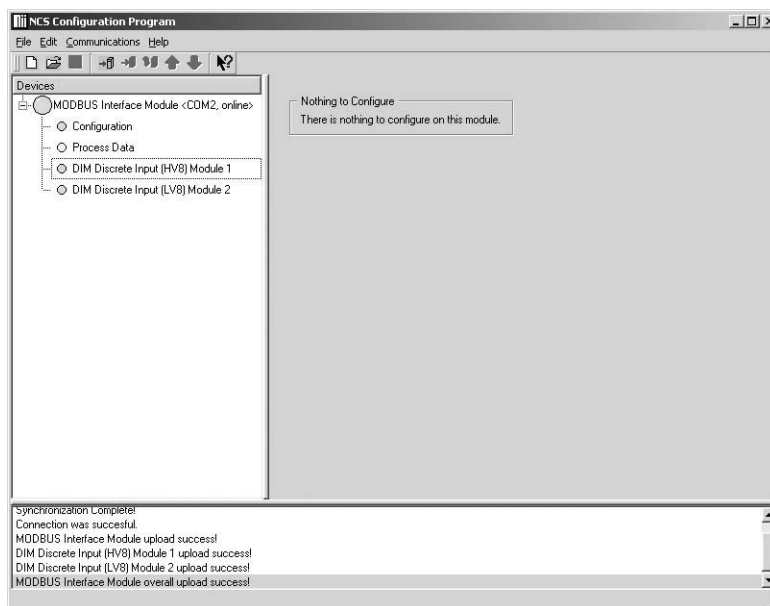 NCS Configuration Program
File Edit Communications Help
Devices
MODBUS Interface Module <COM2, online>
Configuration
Process Data
DIM Discrete Input (HV8) Module 1
DIM Discrete Input (LV8) Module 2
Nothing to Configure
There is nothing to configure on this module.
Synchronization Complete!
Connection was succesful.
MODBUS Interface Module upload success!
DIM Discrete Input (HV8) Module 1 upload success!
DIM Discrete Input (LV8) Module 2 upload success!
MODBUS Interface Module overall upload success!